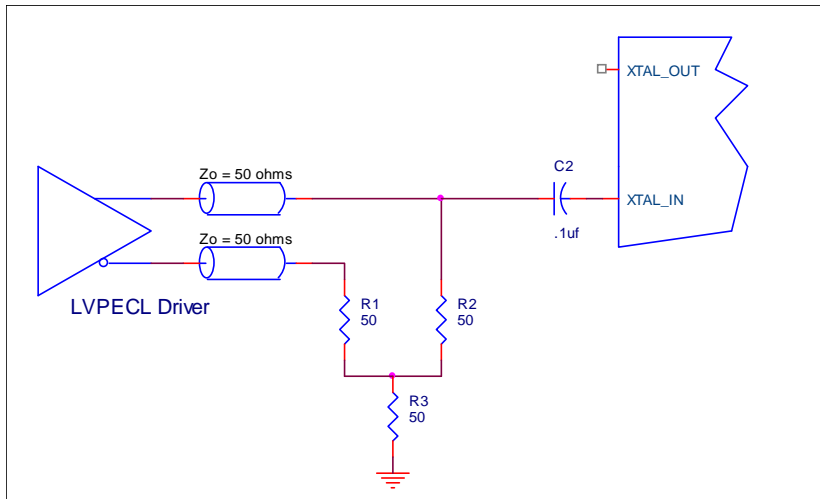 XTAL_OUT
Zo = 50 ohms
C2
XTAL_IN
.1uf
Zo = 50 ohms
LVPECL Driver
R1
50
R2
50
R3
50